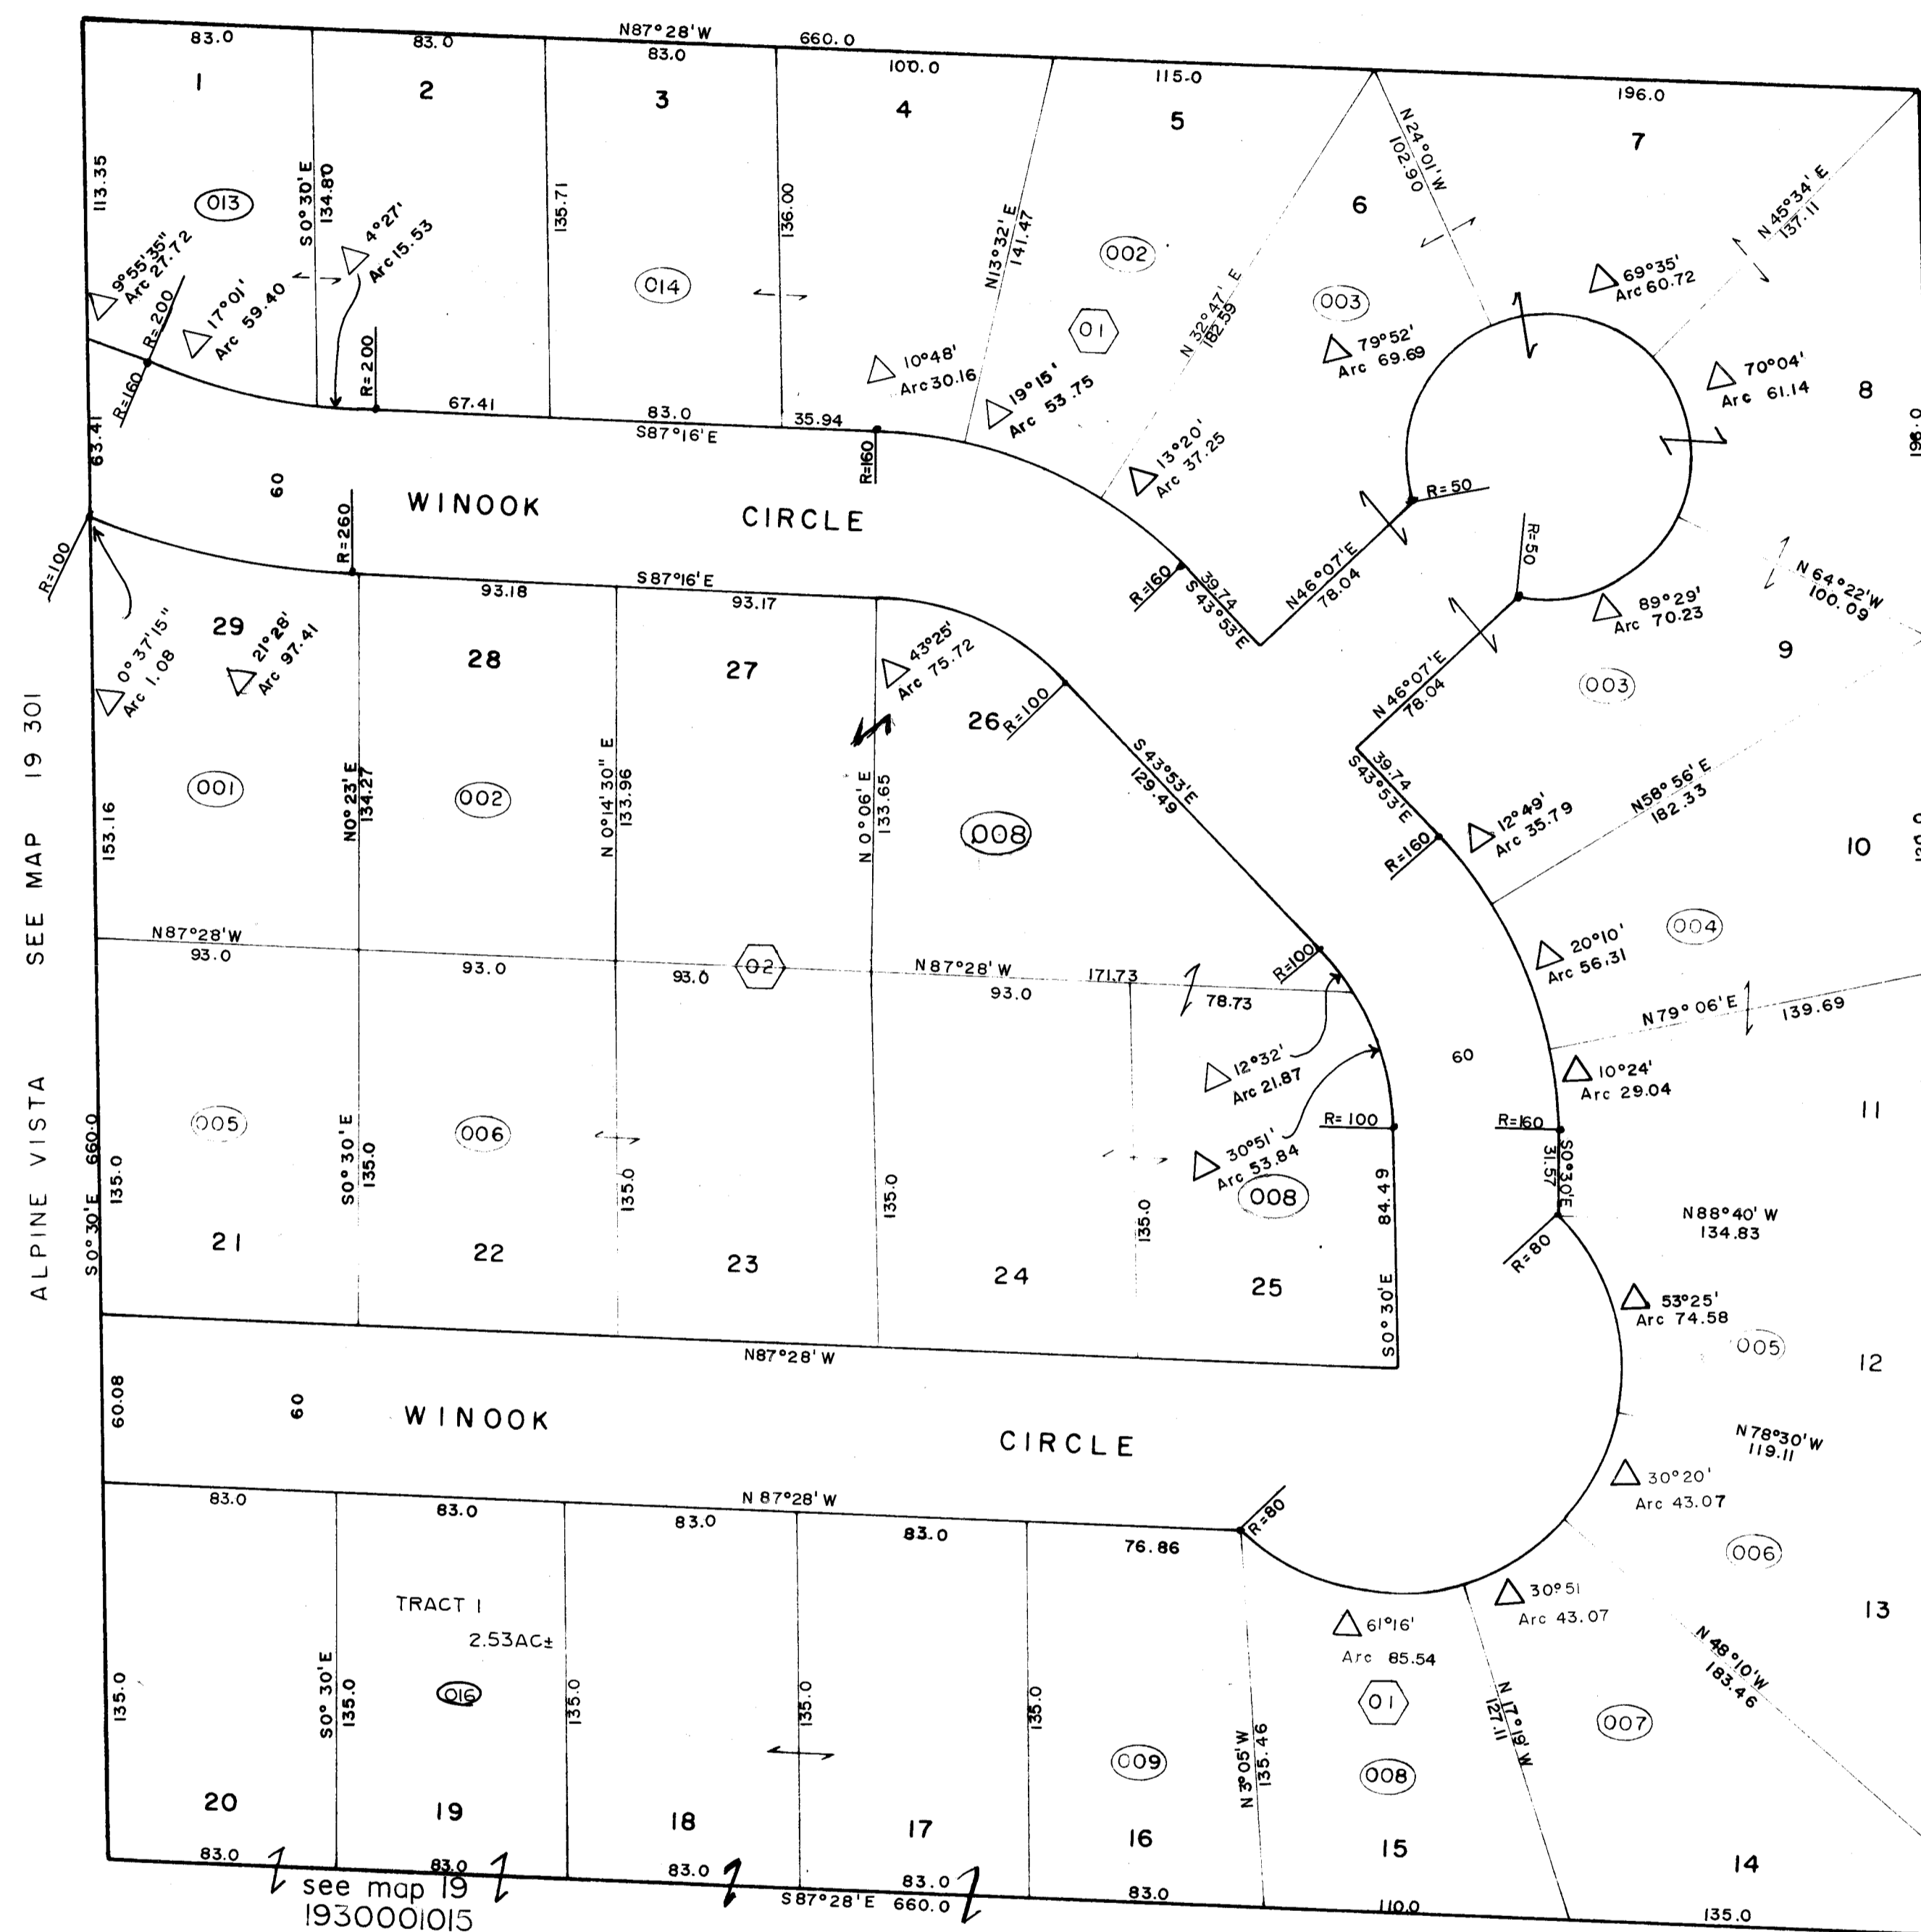 N87°28'W
660.0
83.0
83.0
83.0
100.0
115.0
196.0
1
2
3
4
5
6
7
8
113.35
013
S0°30'E
134.80
4°27'
Arc 15.53
135.71
014
136.00
N13°32'E
141.47
002
01
N 32°47' E
182.59
003
N24°01'W
102.90
N 45°34' E
137.11
9°55'35"
Arc 27.72
R=200
R=160
17°01'
Arc 59.40
R=200
67.41
83.0
35.94
S87°16'E
R=160
10°48'
Arc 30.16
19°15'
Arc 53.75
13°20'
Arc 37.25
79°52'
Arc 69.69
69°35'
Arc 60.72
70°04'
Arc 61.14
63.41
60
WINOOK CIRCLE
R=260
R=100
R=160
39.74
S43°53'E
N46°07'E
78.04
R=50
R=50
N46°07'E
78.04
89°29'
Arc 70.23
N 64°22'W
100.09
0°37'15"
Arc 1.08
29
21°28'
Arc 97.41
93.18
S87°16'E
93.17
28
27
43°25'
Arc 75.72
26
R=100
S43°53'E
129.49
003
9
39.74
S43°53'E
R=160
12°49'
Arc 35.79
N58°56'E
182.33
10
153.16
001
N0°23'E
134.27
002
N 0°14'30" E
133.96
N 0°06' E
133.65
008
R=100
20°10'
Arc 56.31
004
N79°06'E
139.69
N87°28'W
93.0
93.0
93.0
02
N87°28'W
171.73
93.0
78.73
12°32'
Arc 21.87
60
10°24'
Arc 29.04
11
ALPINE VISTA SEE MAP 19 301
S0°30'E 660.0
135.0
005
S0°30'E
135.0
006
135.0
135.0
135.0
30°51'
Arc 53.84
008
R=100
84.49
S0°30'E
R=160
S0°30'E
31.57
N88°40'W
134.83
R=80
21
22
23
24
25
53°25'
Arc 74.58
005
12
N87°28'W
60.08
60
WINOOK CIRCLE
N78°30'W
119.11
30°20'
Arc 43.07
83.0
83.0
N 87°28'W
83.0
83.0
76.86
R=80
006
13
TRACT 1
2.53AC±
016
61°16'
Arc 85.54
30°51
Arc 43.07
N 48°10'W
183.46
135.0
S0°30'E
135.0
135.0
135.0
135.0
009
N 3°05'W
135.46
01
008
N 17°19'W
127.11
007
20
19
18
17
16
15
14
83.0
83.0
83.0
83.0
83.0
110.0
135.0
S87°28'E 660.0
see map 19
1930001015